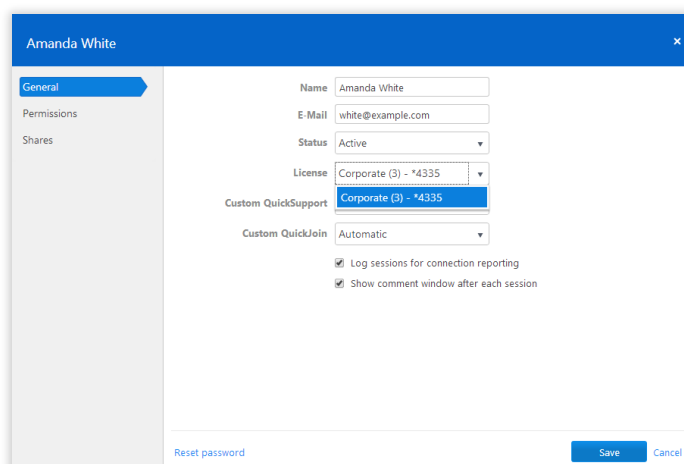 Amanda White
×
General
Permissions
Shares
Name Amanda White
E-Mail white@example.com
Status Active
License Corporate (3) - *4335
Corporate (3) - *4335
Custom QuickSupport
Custom QuickJoin Automatic
Log sessions for connection reporting
Show comment window after each session
Reset password Save Cancel